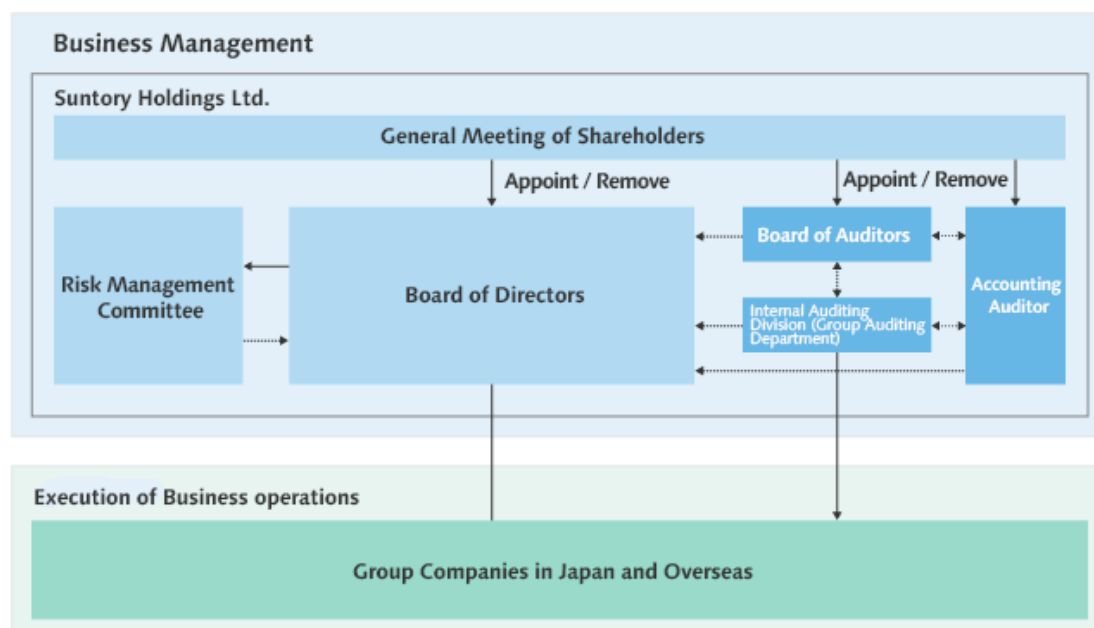 Business Management
Suntory Holdings Ltd.
General Meeting of Shareholders
Appoint / Remove
Appoint / Remove
Risk Management
Committee
Board of Directors
Board of Auditors
Internal Auditing
Division (Group Auditing
Department)
Accounting
Auditor
Execution of Business operations
Group Companies in Japan and Overseas